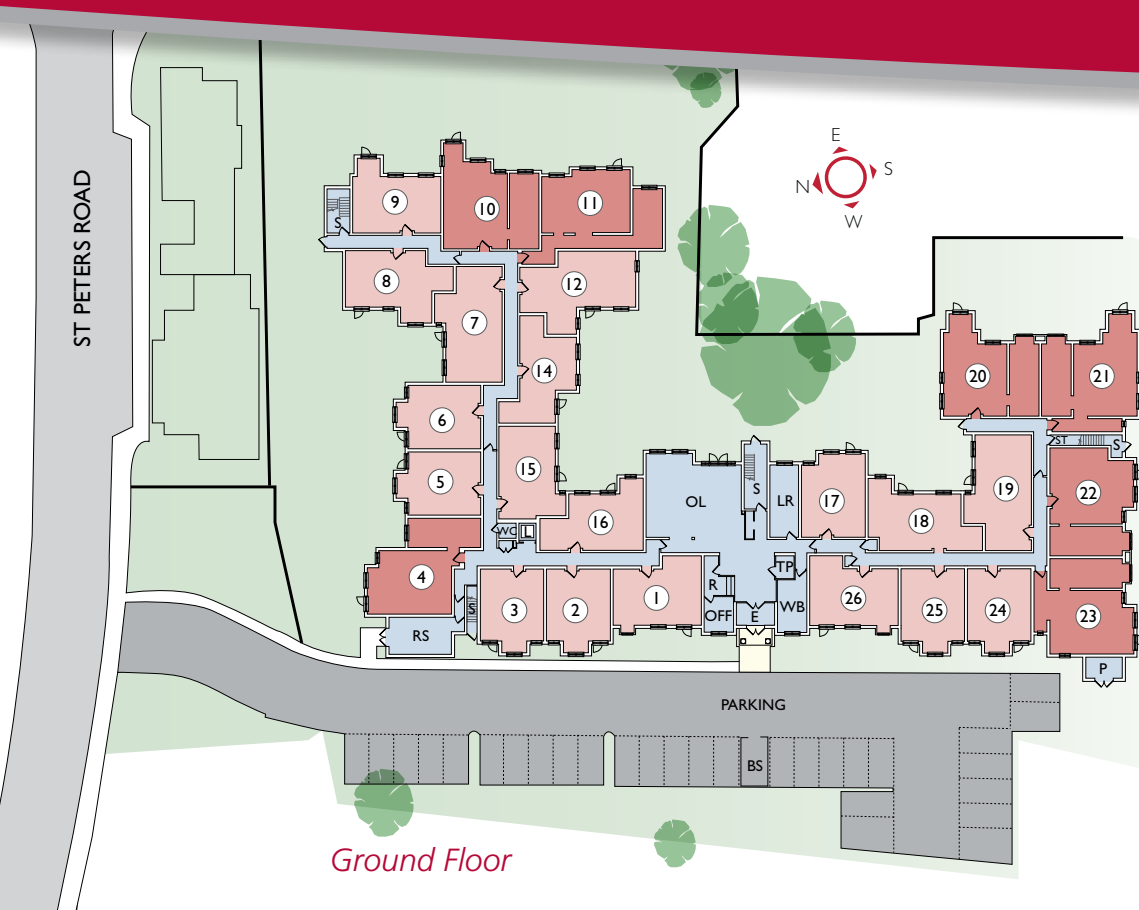 ST PETERS ROAD
E
N
S
W
9
10
11
S
8
12
7
14
20
21
6
ST
S
15
5
OL
S
LR
17
19
22
16
18
WC
L
4
TP
3
2
1
R
WB
26
25
24
23
S
OFF
E
RS
P
PARKING
BS
Ground Floor